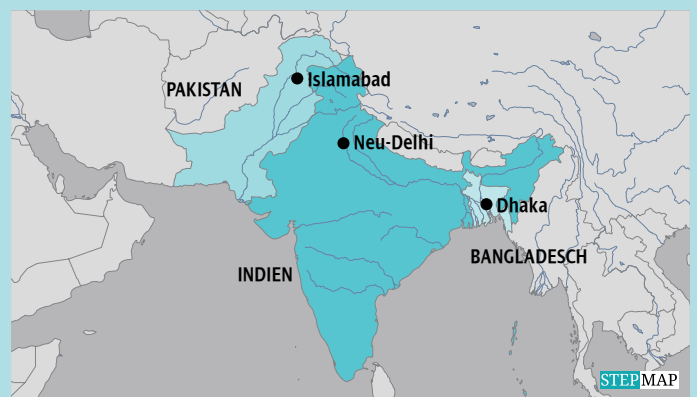 PAKISTAN
Islamabad
Neu-Delhi
Dhaka
BANGLADESCH
INDIEN
STEPMAP